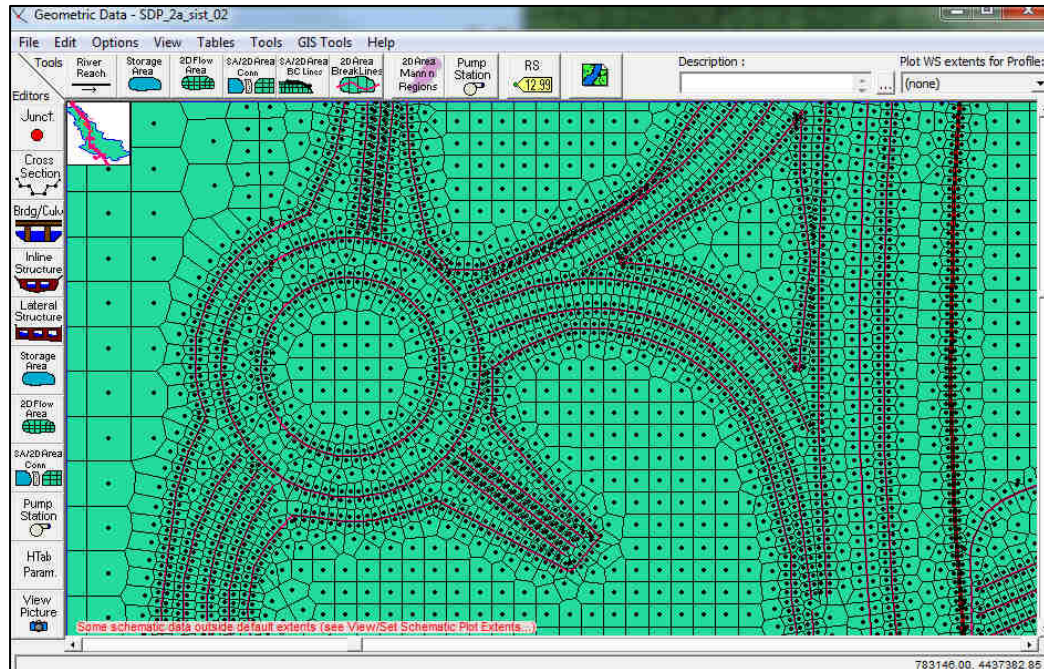 Geometric Data - SDP_2a_sist_02
File Edit Options View Tables Tools GIS Tools Help
Tools
Editors
River
Reach
Storage
Area
2D Flow
Area
SA/2D Area
Conn
SA/2D Area
BC Lines
2D Area
BreakLines
2D Area
Mann n
Regions
Pump
Station
RS
12.99
Description :
...
Plot WS extents for Profile:
(none)
Junct.
Cross
Section
Brdg/Culv
Inline
Structure
Lateral
Structure
Storage
Area
2D Flow
Area
SA/2D Area
Conn
Pump
Station
HTab
Param.
View
Picture
Some schematic data outside default extents (see View/Set Schematic Plot Extents...)
783146.00, 4437382.85